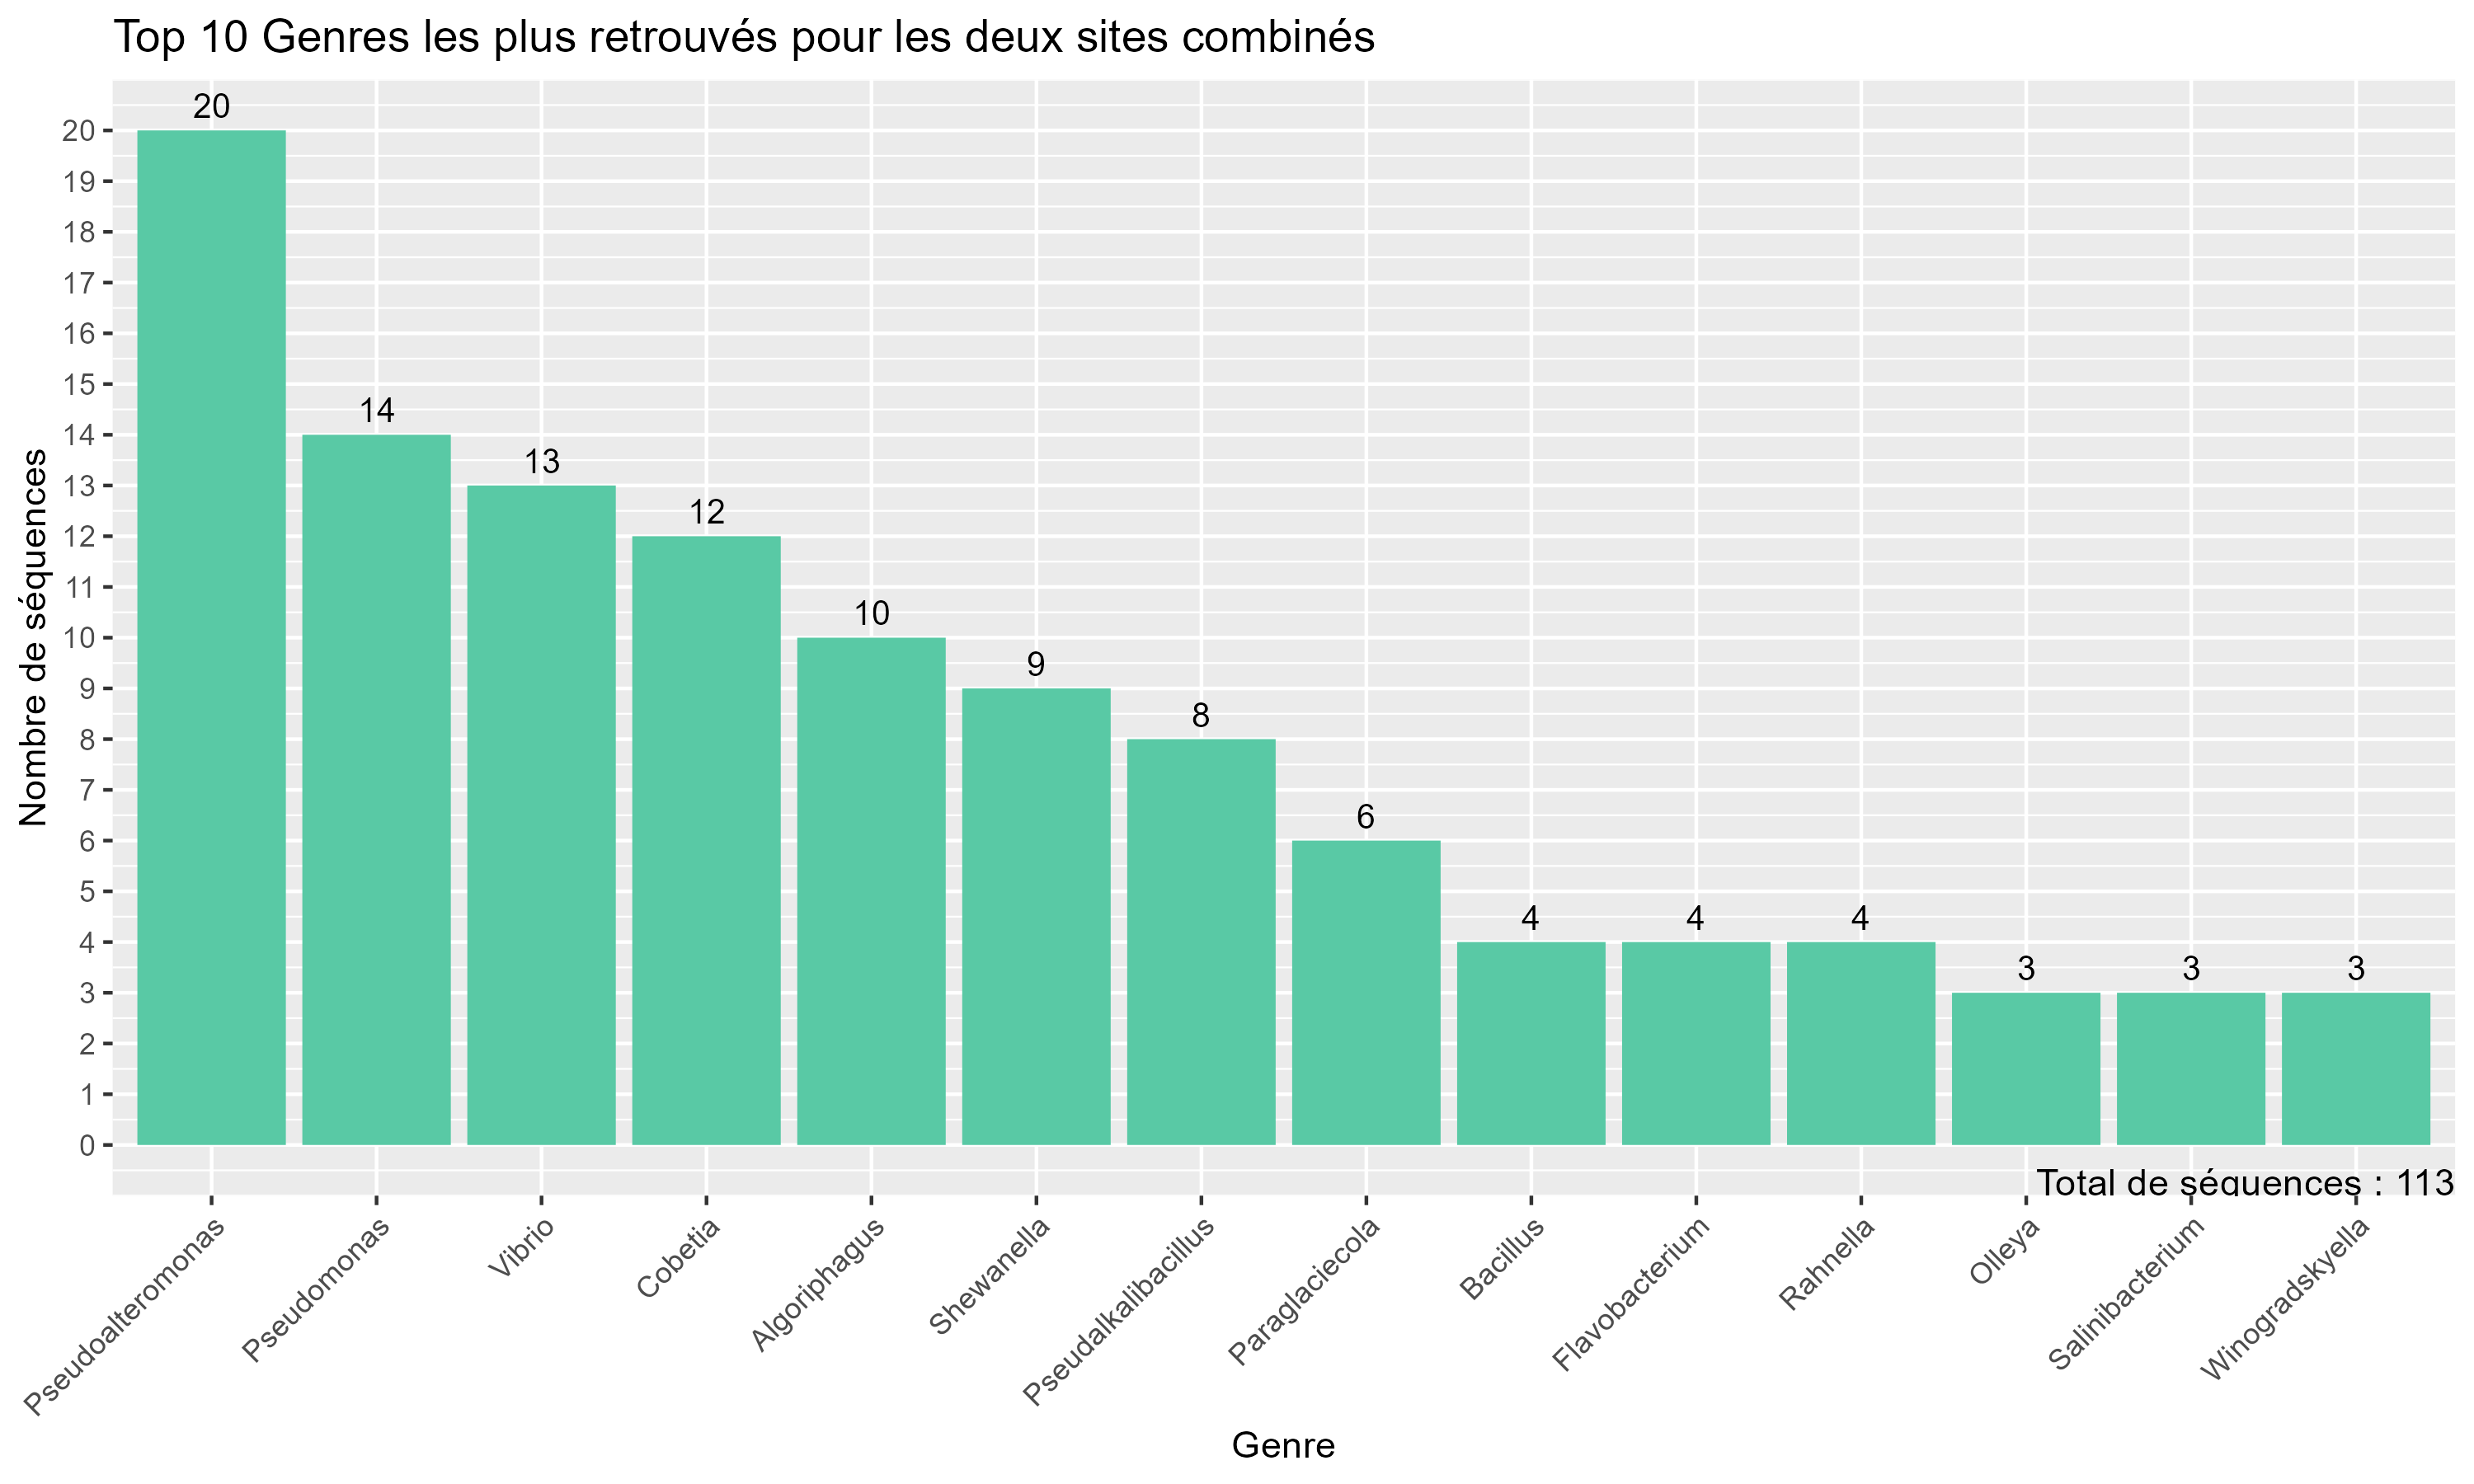 Top 10 Genres les plus retrouvés pour les deux sites combinés
Nombre de séquences
20
19
18
17
16
15
14
13
12
11
10
9
8
7
6
5
4
3
2
1
0
20
14
13
12
10
9
8
6
4
4
4
3
3
3
Total de séquences : 113
Pseudoalteromonas
Pseudomonas
Vibrio
Cobetia
Algoriphagus
Shewanella
Pseudalkalibacillus
Paraglaciecola
Bacillus
Flavobacterium
Rahnella
Olleya
Salinibacterium
Winogradskyella
Genre